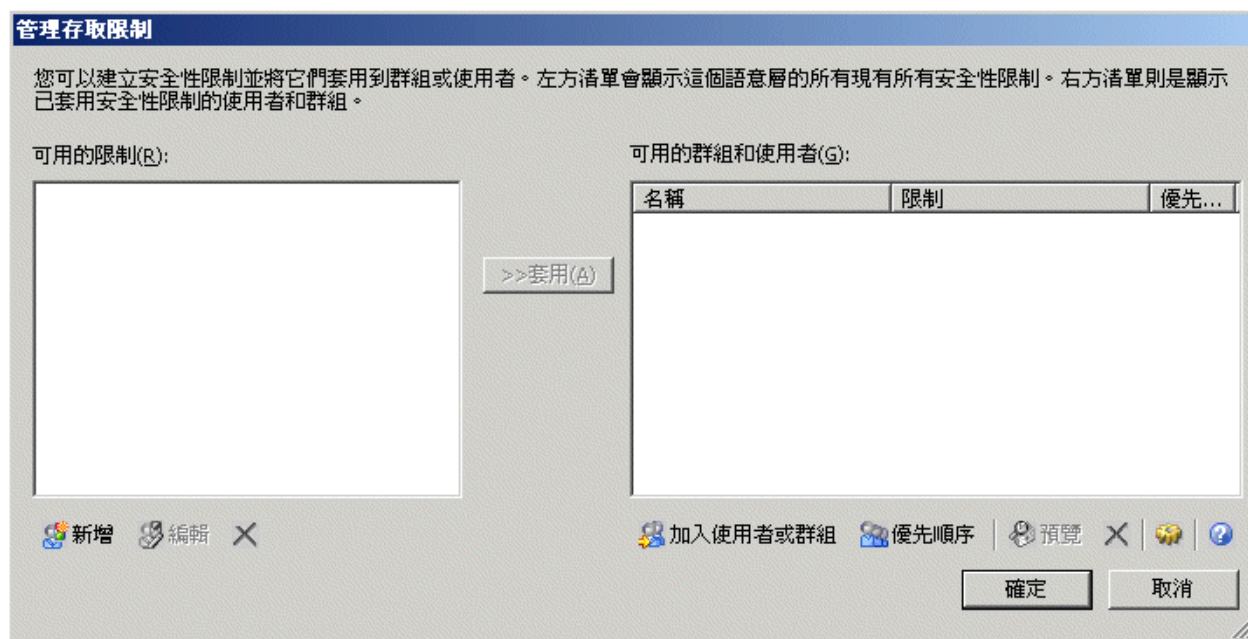 管理存取限制
您可以建立安全性限制並將它們套用到群組或使用者。左方清單會顯示這個語意層的所有現有所有安全性限制。右方清單則是顯示
已套用安全性限制的使用者和群組。
可用的限制(R):
可用的群組和使用者(G):
名稱 限制 優先...
>>套用(A)
新增 編輯
加入使用者或群組 優先順序 預覽
確定 取消